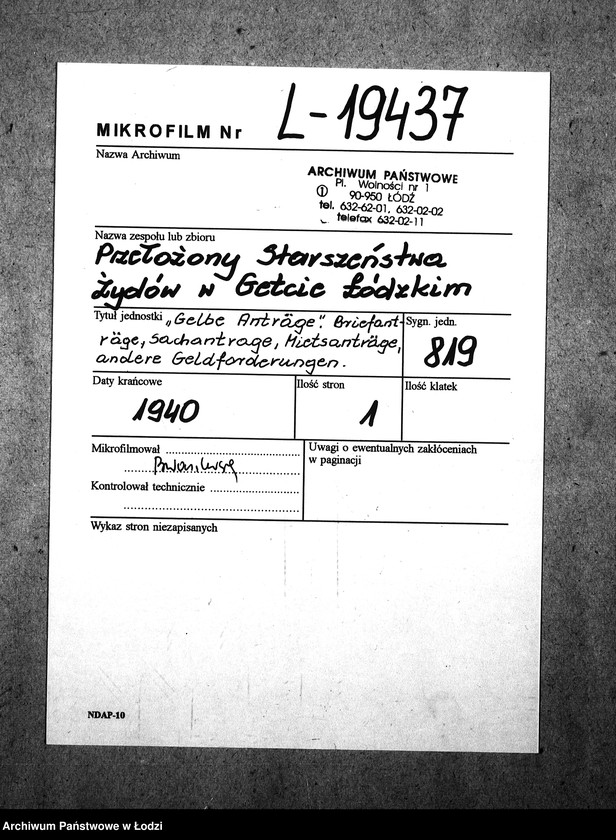 MIKROFILM Nr L-19437
Nazwa Archiwum
ARCHIWUM PAŃSTWOWE
Pl. Wolności nr 1
90-950 ŁÓDŹ
tel. 632-62-01, 632-02-02
telefax 632-02-11
Nazwa zespołu lub zbioru
Przełożony Starszeństwa
Żydów w Getcie Łódzkim
Tytuł jednostki „Gelbe Anträge". Briefant-
räge, Sachantrage, Mietsanträge,
andere Geldforderungen.
Sygn. jedn.
819
Daty krańcowe
1940
Ilość stron
1
Ilość klatek
Mikrofilmował
Kontrolował technicznie
Uwagi o ewentualnych zakłóceniach
w paginacji
Wykaz stron niezapisanych
NDAP-10
Archiwum Państwowe w Łodzi